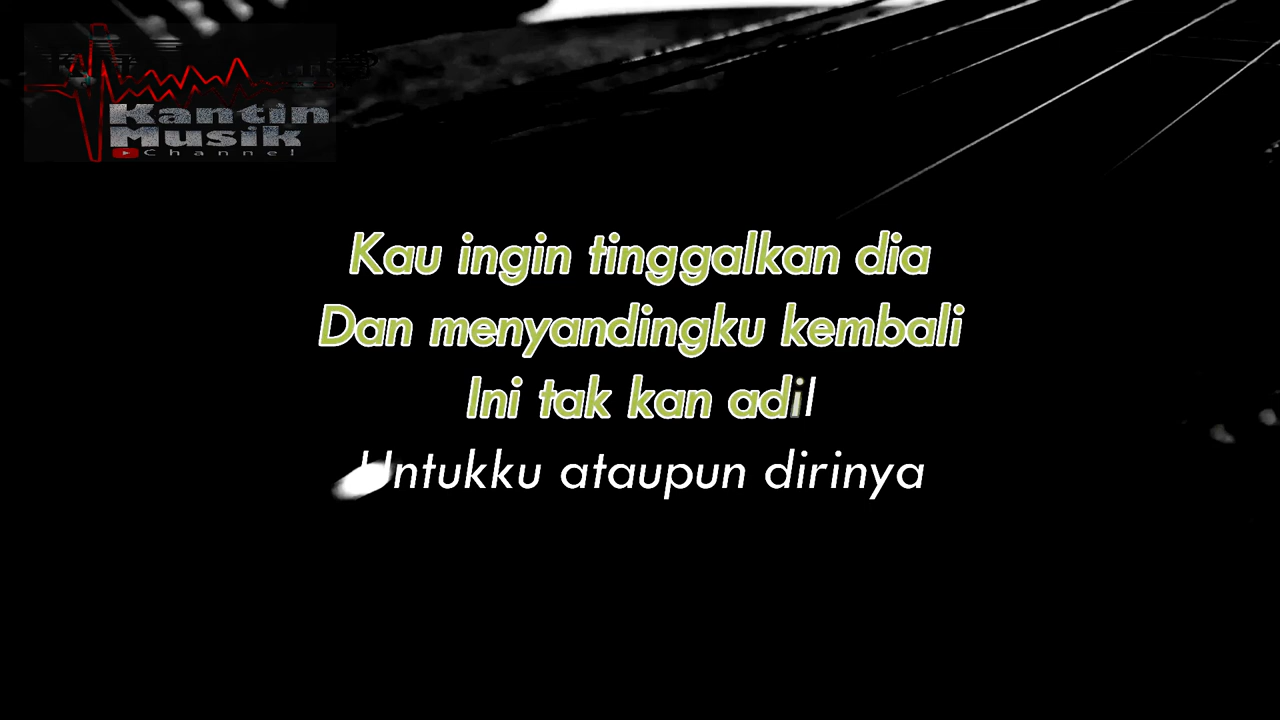 Kantin
Musik
Channel
Kau ingin tinggalkan dia
Dan menyandingku kembali
Ini tak kan adil
Untukku ataupun dirinya